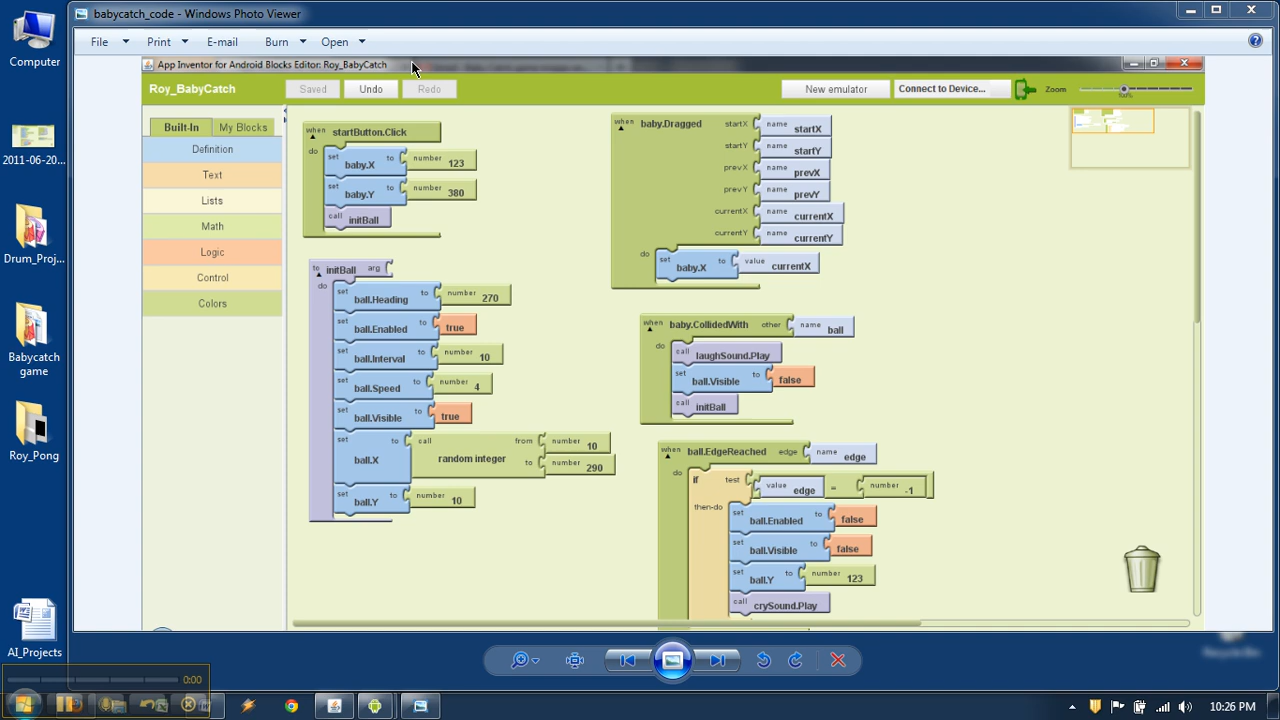 babycatch_code - Windows Photo Viewer
File Print E-mail Burn Open
App Inventor for Android Blocks Editor: Roy_BabyCatch
Roy_BabyCatch Saved Undo Redo New emulator Connect to Device... Zoom
100%
Built-In My Blocks
Definition
Text
Lists
Math
Logic
Control
Colors
when startButton.Click
do set baby.X to number 123
set baby.Y to number 380
call initBall
to initBall arg
do set ball.Heading to number 270
set ball.Enabled to true
set ball.Interval to number 10
set ball.Speed to number 4
set ball.Visible to true
set ball.X to call random integer from number 10
to number 290
set ball.Y to number 10
when baby.Dragged startX name startX
startY name startY
prevX name prevX
prevY name prevY
currentX name currentX
currentY name currentY
do set baby.X to value currentX
when baby.CollidedWith other name ball
do call laughSound.Play
set ball.Visible to false
call initBall
when ball.EdgeReached edge name edge
do if test value edge = number -1
then-do set ball.Enabled to false
set ball.Visible to false
set ball.Y to number 123
call crySound.Play
Computer
2011-06-20...
Drum_Proj...
Babycatch
game
Roy_Pong
AI_Projects
Recycle Bin
0:00
10:26 PM